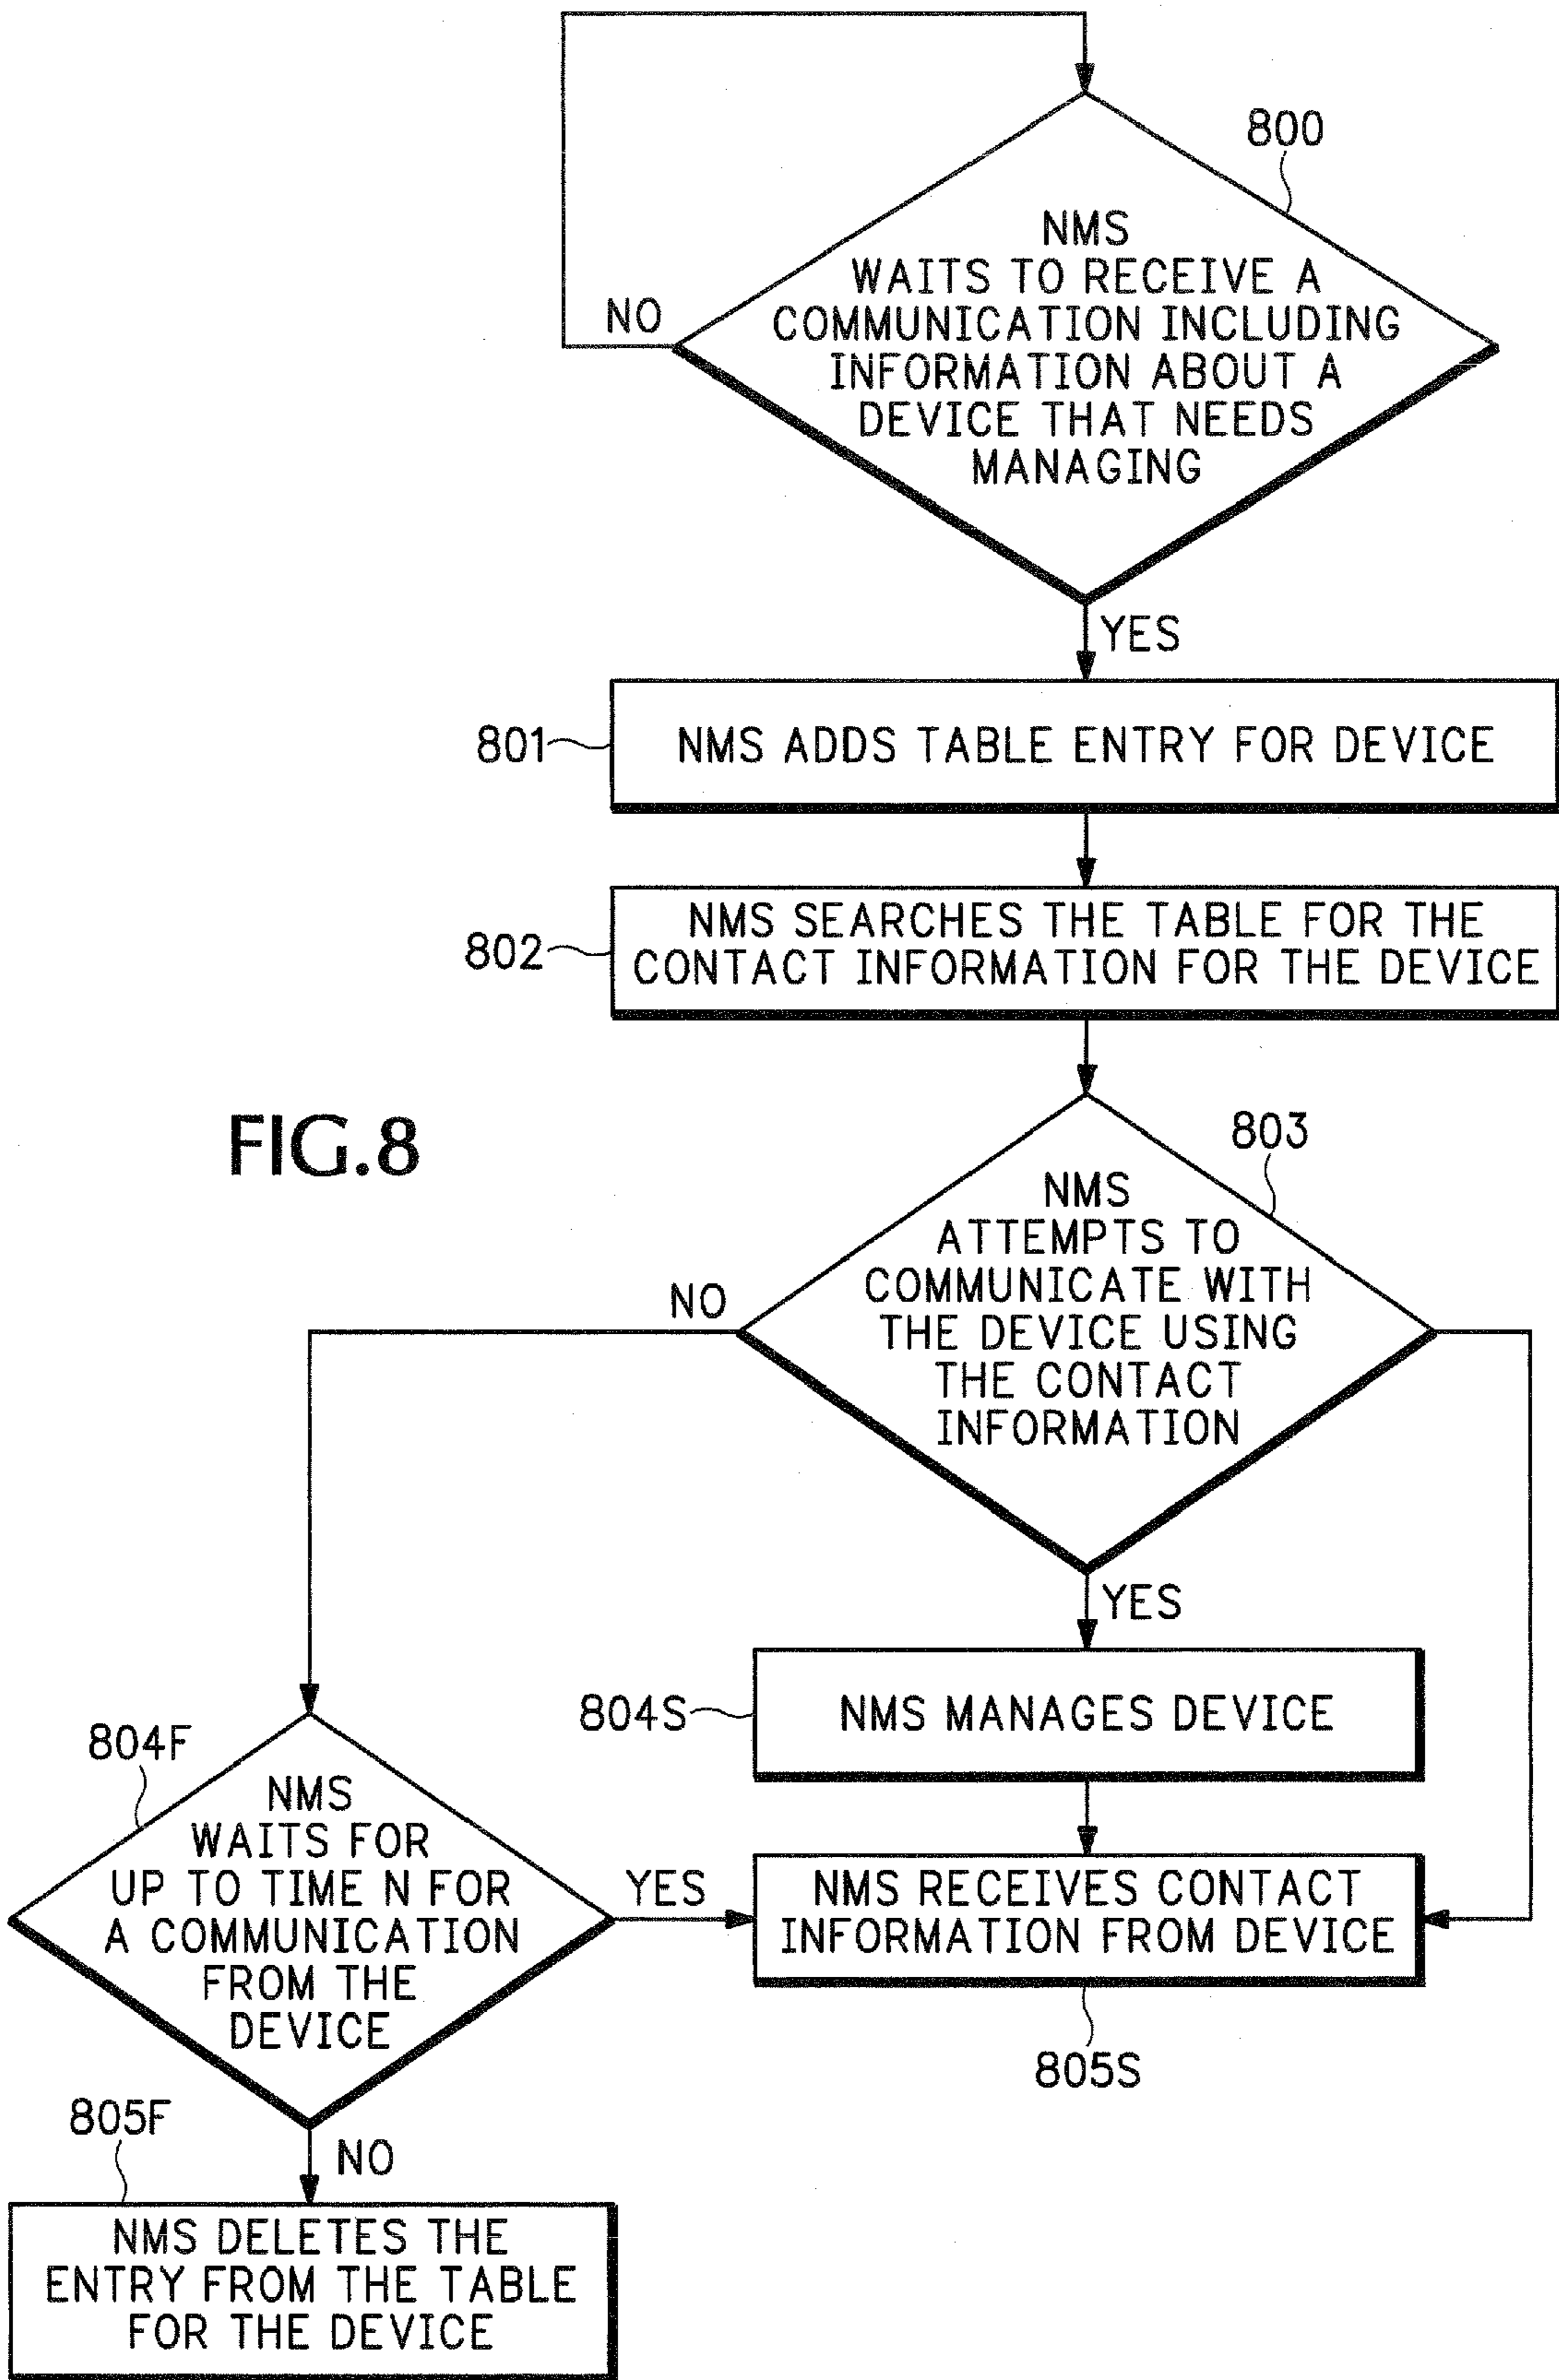 800
NMS
WAITS TO RECEIVE A
COMMUNICATION INCLUDING
INFORMATION ABOUT A
DEVICE THAT NEEDS
MANAGING
NO
YES
801
NMS ADDS TABLE ENTRY FOR DEVICE
802
NMS SEARCHES THE TABLE FOR THE
CONTACT INFORMATION FOR THE DEVICE
FIG.8
803
NMS
ATTEMPTS TO
COMMUNICATE WITH
THE DEVICE USING
THE CONTACT
INFORMATION
NO
YES
804S
NMS MANAGES DEVICE
804F
NMS
WAITS FOR
UP TO TIME N FOR
A COMMUNICATION
FROM THE
DEVICE
YES
NMS RECEIVES CONTACT
INFORMATION FROM DEVICE
805S
805F
NO
NMS DELETES THE
ENTRY FROM THE TABLE
FOR THE DEVICE